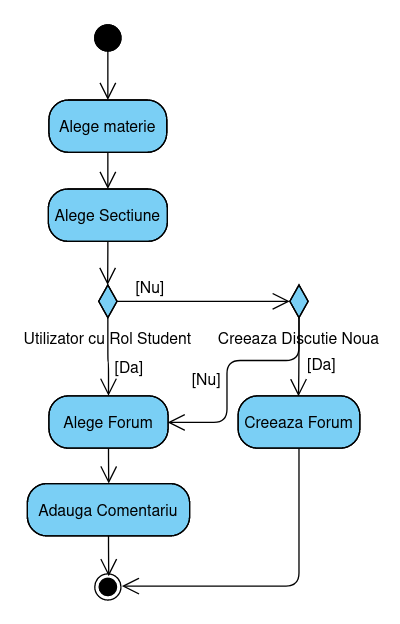 Alege materie
Alege Sectiune
[Nu]
Utilizator cu Rol Student
Creeaza Discutie Noua
[Da]
[Da]
[Nu]
Alege Forum
Creeaza Forum
Adauga Comentariu